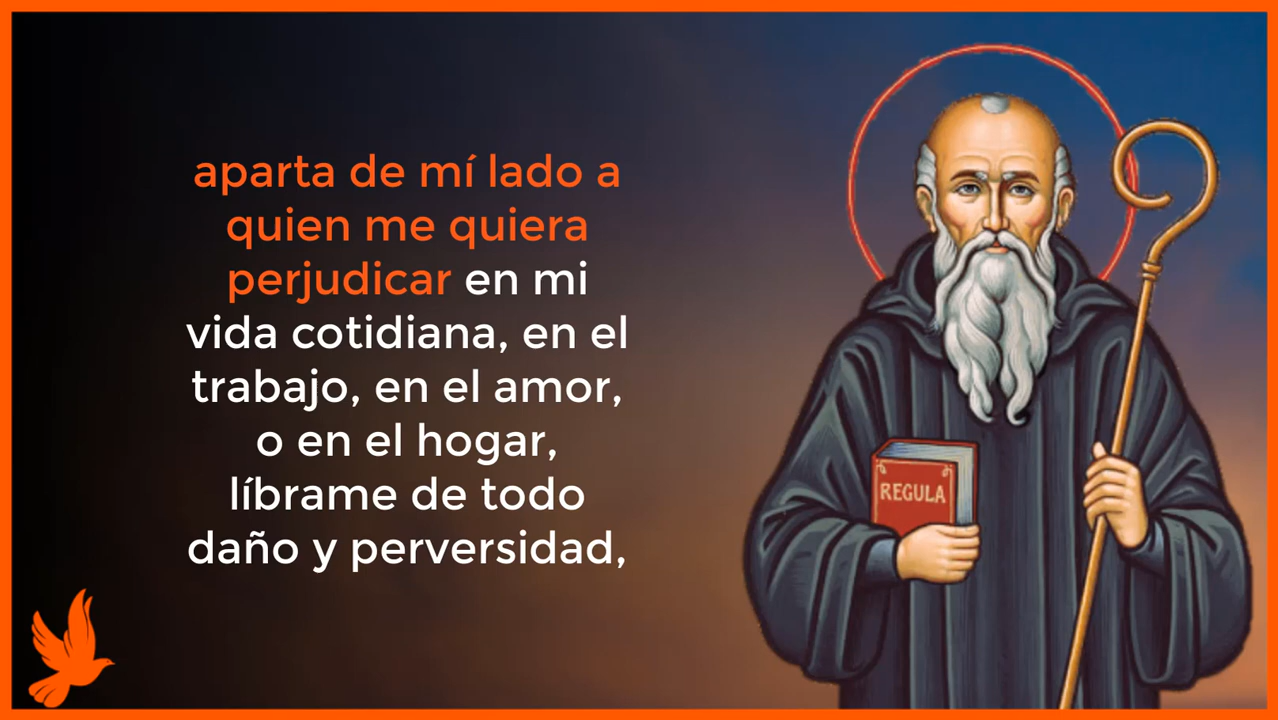 aparta de mí lado a
quien me quiera
perjudicar en mi
vida cotidiana, en el
trabajo, en el amor,
o en el hogar,
líbrame de todo
daño y perversidad,
REGULA